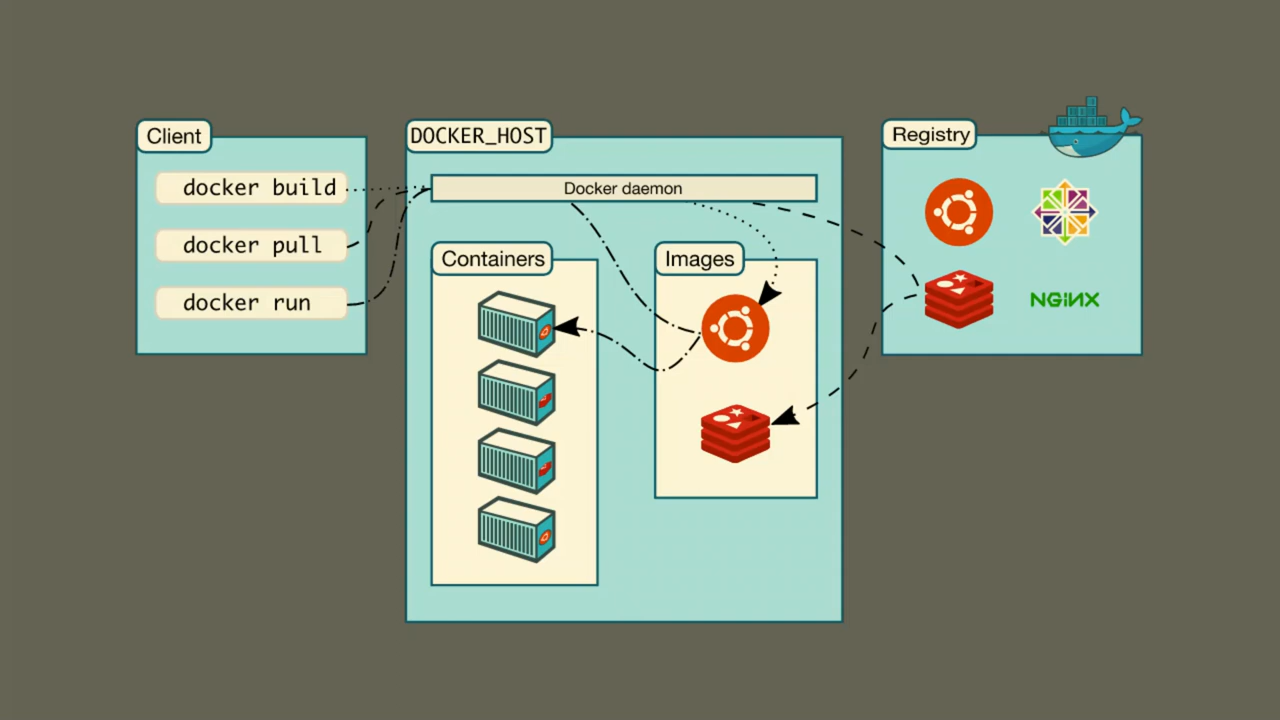 Client
docker build
docker pull
docker run
DOCKER_HOST
Docker daemon
Containers
Images
Registry
NGINX